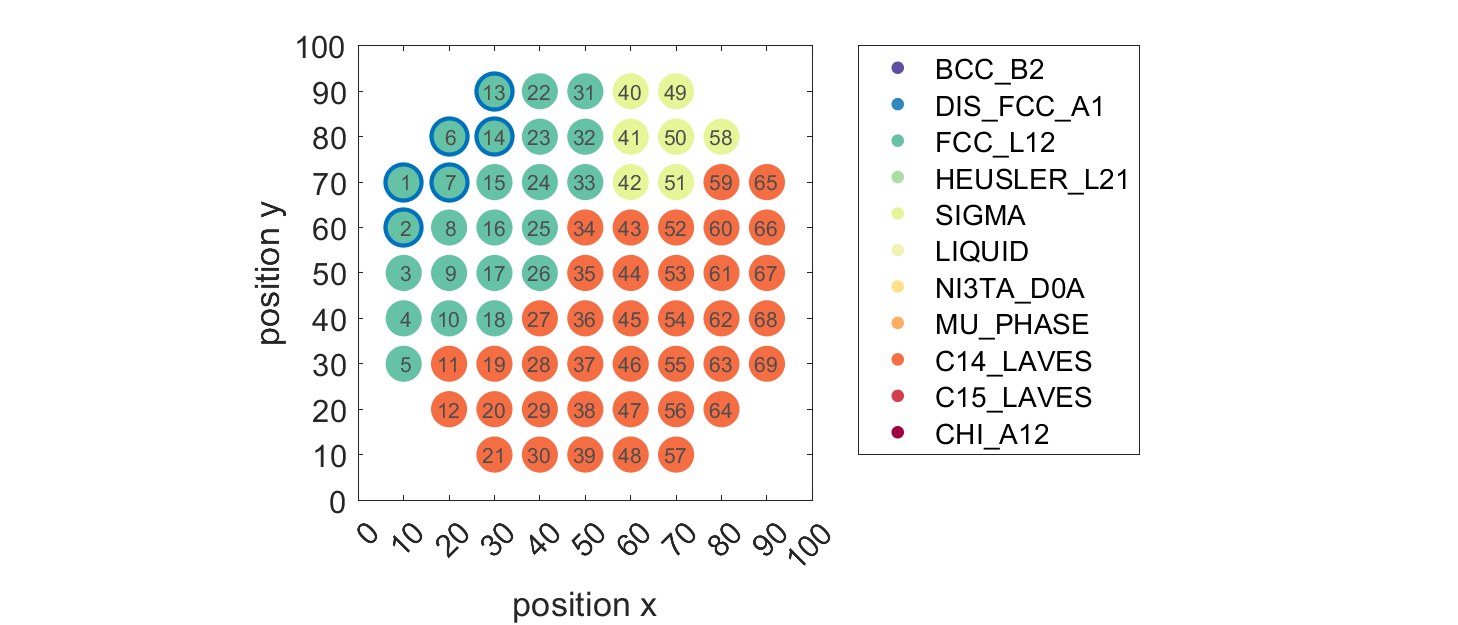 100
90 13 22 31 40 49
80 6 14 23 32 41 50 58
70 1 7 15 24 33 42 51 59 65
60 2 8 16 25 34 43 52 60 66
50 3 9 17 26 35 44 53 61 67
40 4 10 18 27 36 45 54 62 68
30 5 11 19 28 37 46 55 63 69
20 12 20 29 38 47 56 64
10 21 30 39 48 57
0
position y
0 10 20 30 40 50 60 70 80 90 100
position x
BCC_B2
DIS_FCC_A1
FCC_L12
HEUSLER_L21
SIGMA
LIQUID
NI3TA_D0A
MU_PHASE
C14_LAVES
C15_LAVES
CHI_A12